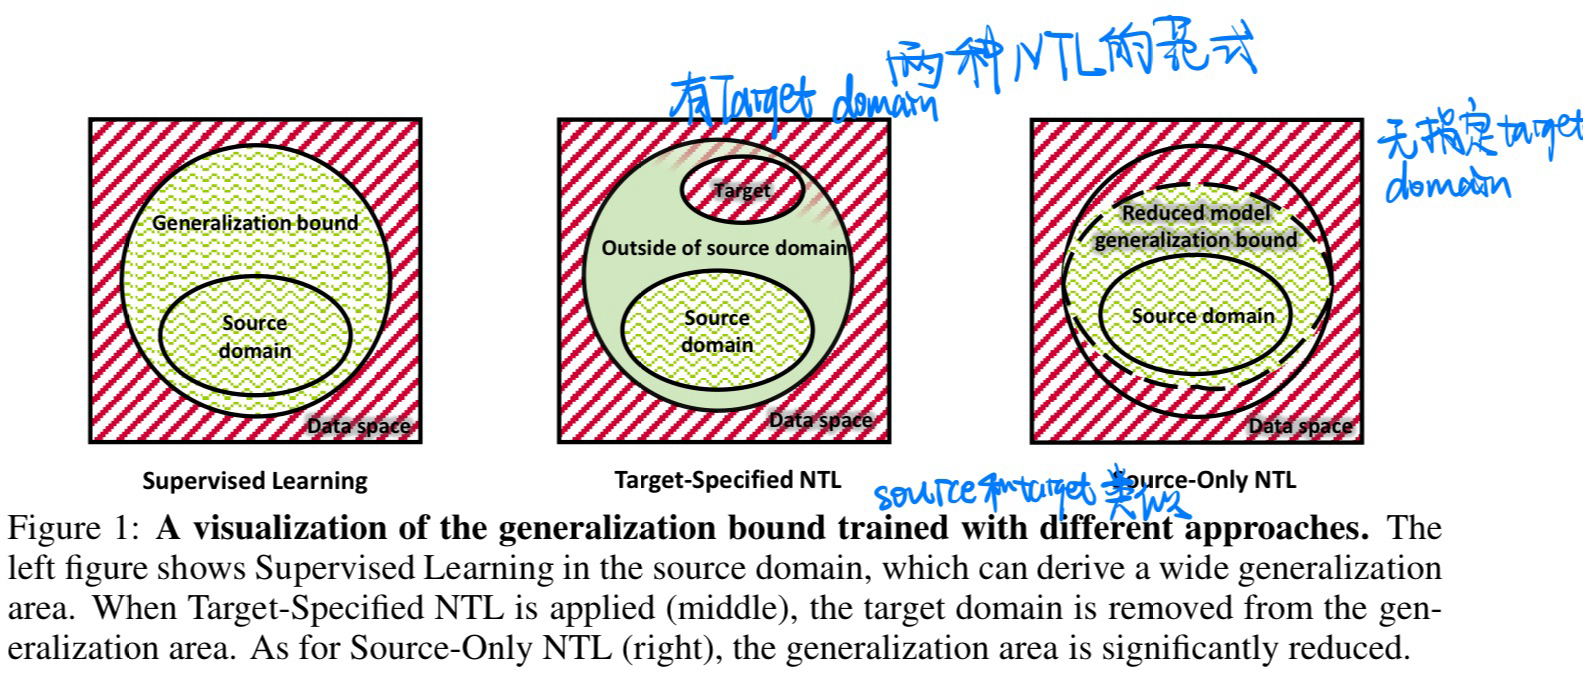 两种NTL的范式
有Target domain
无指定target
domain
Generalization bound
Source
domain
Data space
Supervised Learning
Target
Outside of source domain
Source
domain
Data space
Target-Specified NTL
Reduced model
generalization bound
Source domain
Data space
Source-Only NTL
source和target类似
Figure 1: A visualization of the generalization bound trained with different approaches. The
left figure shows Supervised Learning in the source domain, which can derive a wide generalization
area. When Target-Specified NTL is applied (middle), the target domain is removed from the gen-
eralization area. As for Source-Only NTL (right), the generalization area is significantly reduced.